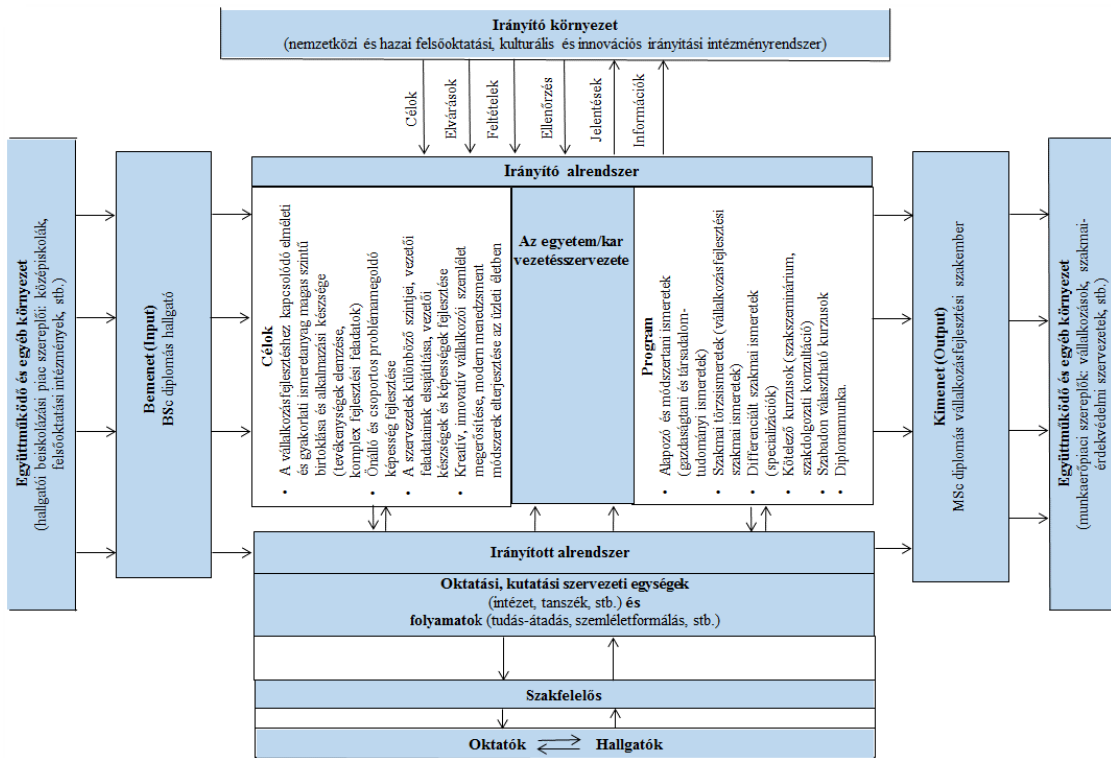 Irányító környezet
(nemzetközi és hazai felsőoktatási, kulturális és innovációs irányítási intézményrendszer)
Célok
Elvárások
Feltételek
Ellenőrzés
Jelentések
Információk
Együttműködő és egyéb környezet
(hallgatói beiskolázási piac szereplői: középiskolák,
felsőoktatási intézmények, stb.)
Bemenet (Input)
BSc diplomás hallgató
Irányító alrendszer
Célok
• A vállalkozásfejlesztéshez kapcsolódó elméleti
és gyakorlati ismeretanyag magas szintű
birtoklása és alkalmazási készsége
(tevékenységek elemzése,
komplex fejlesztési feladatok)
• Önálló és csoportos problémamegoldó
képesség fejlesztése
• A szervezetek különböző szintjei, vezetői
feladatainak elsajátítása, vezetői
készségek és képességek fejlesztése
• Kreatív, innovatív vállalkozói szemlélet
megerősítése, modern menedzsment
módszerek elterjesztése az üzleti életben
Az egyetem/kar
vezetésszervezete
Program
• Alapozó és módszertani ismeretek
(gazdaságtani és társadalom-
tudományi ismeretek)
• Szakmai törzsismeretek (vállalkozásfejlesztési
szakmai ismeretek)
• Differenciált szakmai ismeretek
(specializációk)
• Kötelező kurzusok (szakszeminárium,
szakdolgozati konzultáció)
• Szabadon választható kurzusok
• Diplomamunka.
Kimenet (Output)
MSc diplomás vállalkozásfejlesztési szakember
Együttműködő és egyéb környezet
(munkaerőpiaci szereplők: vállalkozások, szakmai-
érdekvédelmi szervezetek, stb.)
Irányított alrendszer
Oktatási, kutatási szervezeti egységek
(intézet, tanszék, stb.) és
folyamatok (tudás-átadás, szemléletformálás, stb.)
Szakfelelős
Oktatók Hallgatók